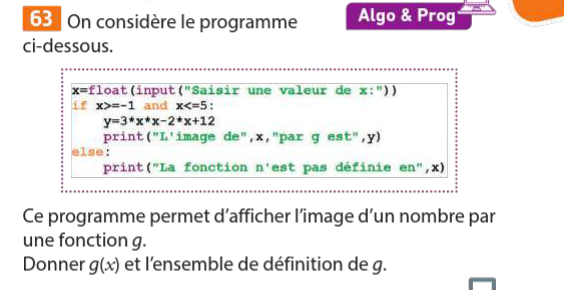 63 On considère le programme
Algo & Prog
ci-dessous.
x=float(input("Saisir une valeur de x:"))
if x>=-1 and x<=5:
y=3*x*x-2*x+12
print("L'image de",x,"par g est",y)
else:
print("La fonction n'est pas définie en",x)
Ce programme permet d'afficher l'image d'un nombre par
une fonction g.
Donner g(x) et l'ensemble de définition de g.